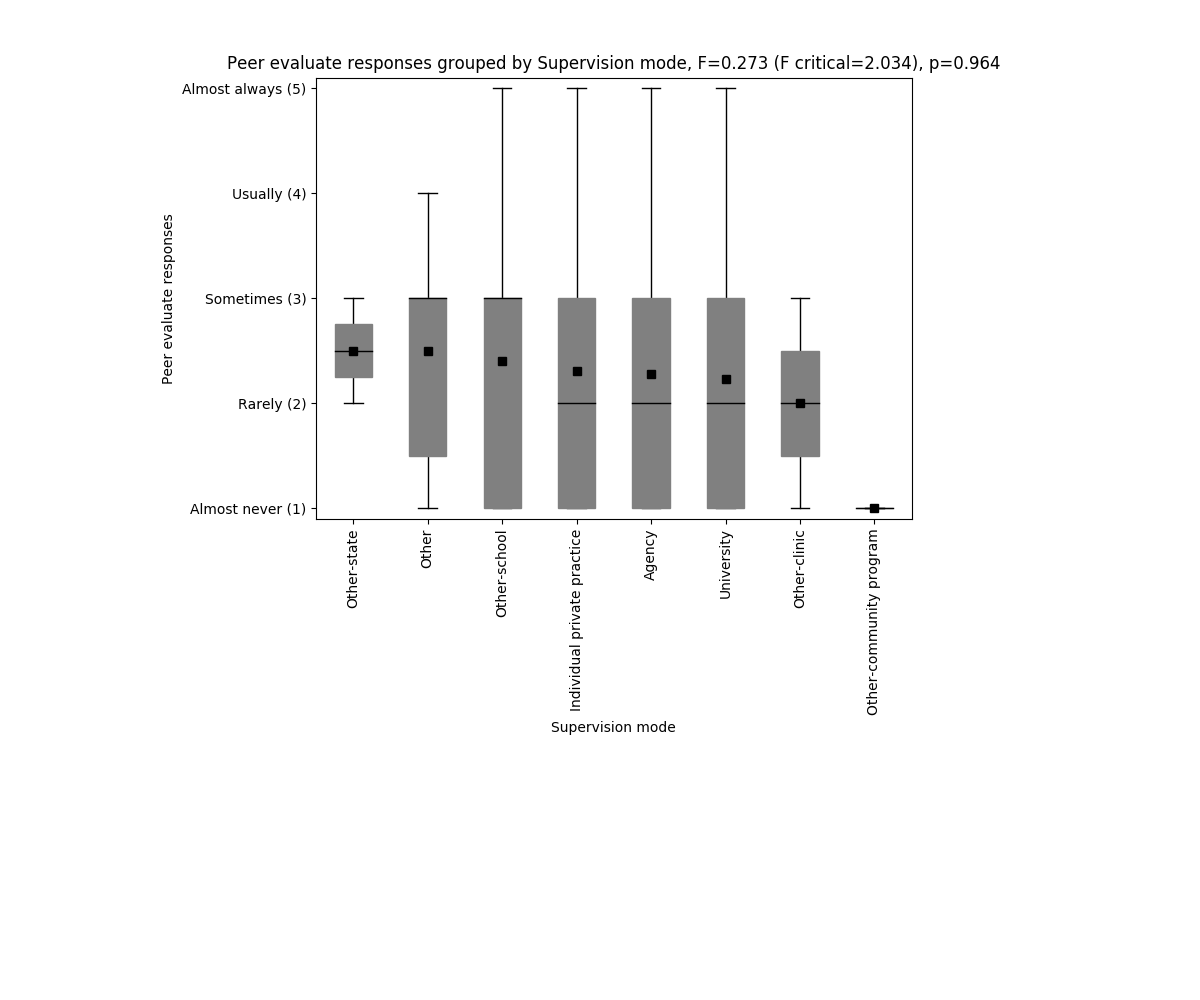 Peer evaluate responses grouped by Supervision mode, F=0.273 (F critical=2.034), p=0.964
Peer evaluate responses
Almost always (5)
Usually (4)
Sometimes (3)
Rarely (2)
Almost never (1)
Other-state
Other
Other-school
Individual private practice
Agency
University
Other-clinic
Other-community program
Supervision mode